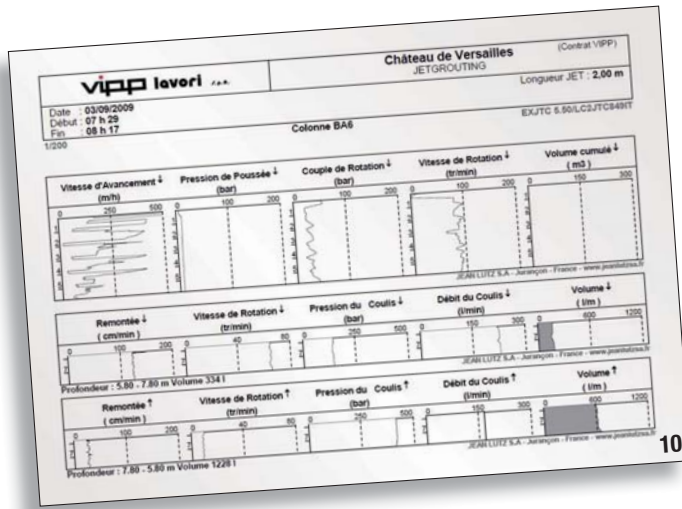 vipp lavori s.p.a.
Château de Versailles
(Contrat VIPP)
JETGROUTING
Longueur JET : 2,00 m
Date : 03/09/2009
Début : 07 h 29
Fin : 08 h 17
EXJTC 5.50/LC2JTC849IT
1/200
Colonne BA6
Vitesse d'Avancement ↓ Pression de Poussée ↓ Couple de Rotation ↓ Vitesse de Rotation ↓ Volume cumulé ↓
(m/h) (bar) (bar) (tr/min) ( m3 )
0 250 500 0 100 200 0 100 200 0 100 200 0 150 300
JEAN LUTZ S.A - Jurançon - France - www.jeanlutzsa.fr
Remontée ↓ Vitesse de Rotation ↓ Pression du Coulis ↓ Débit du Coulis ↓ Volume ↓
( cm/min ) (tr/min) (bar) (l/min) ( l/m )
0 100 200 0 40 80 0 250 500 0 150 300 0 600 1200
JEAN LUTZ S.A - Jurançon - France - www.jeanlutzsa.fr
Profondeur : 5.80 - 7.80 m Volume 334 l
Remontée ↑ Vitesse de Rotation ↑ Pression du Coulis ↑ Débit du Coulis ↑ Volume ↑
( cm/min ) (tr/min) (bar) (l/min) ( l/m )
0 100 200 0 40 80 0 250 500 0 150 300 0 600 1200
JEAN LUTZ S.A - Jurançon - France - www.jeanlutzsa.fr
Profondeur : 7.80 - 5.80 m Volume 1228 l
10